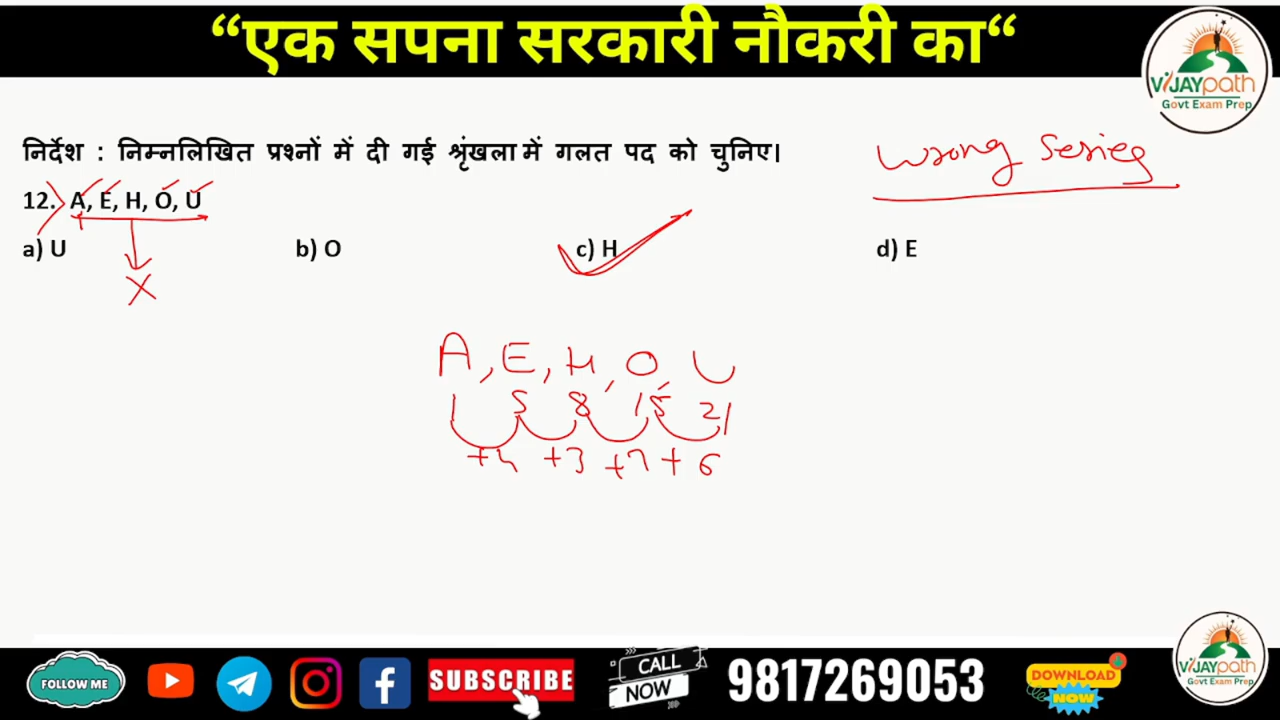 “एक सपना सरकारी नौकरी का“
VIJAYpath
Govt Exam Prep
निर्देश : निम्नलिखित प्रश्नों में दी गई श्रृंखला में गलत पद को चुनिए।
wrong Series
12. A, E, H, O, U
a) U b) O c) H d) E
X
A, E, H, O, U
1 5 8 15 21
+4 +3 +7 +6
FOLLOW ME
SUBSCRIBE
CALL
NOW
9817269053
DOWNLOAD
NOW
VIJAYpath
Govt Exam Prep